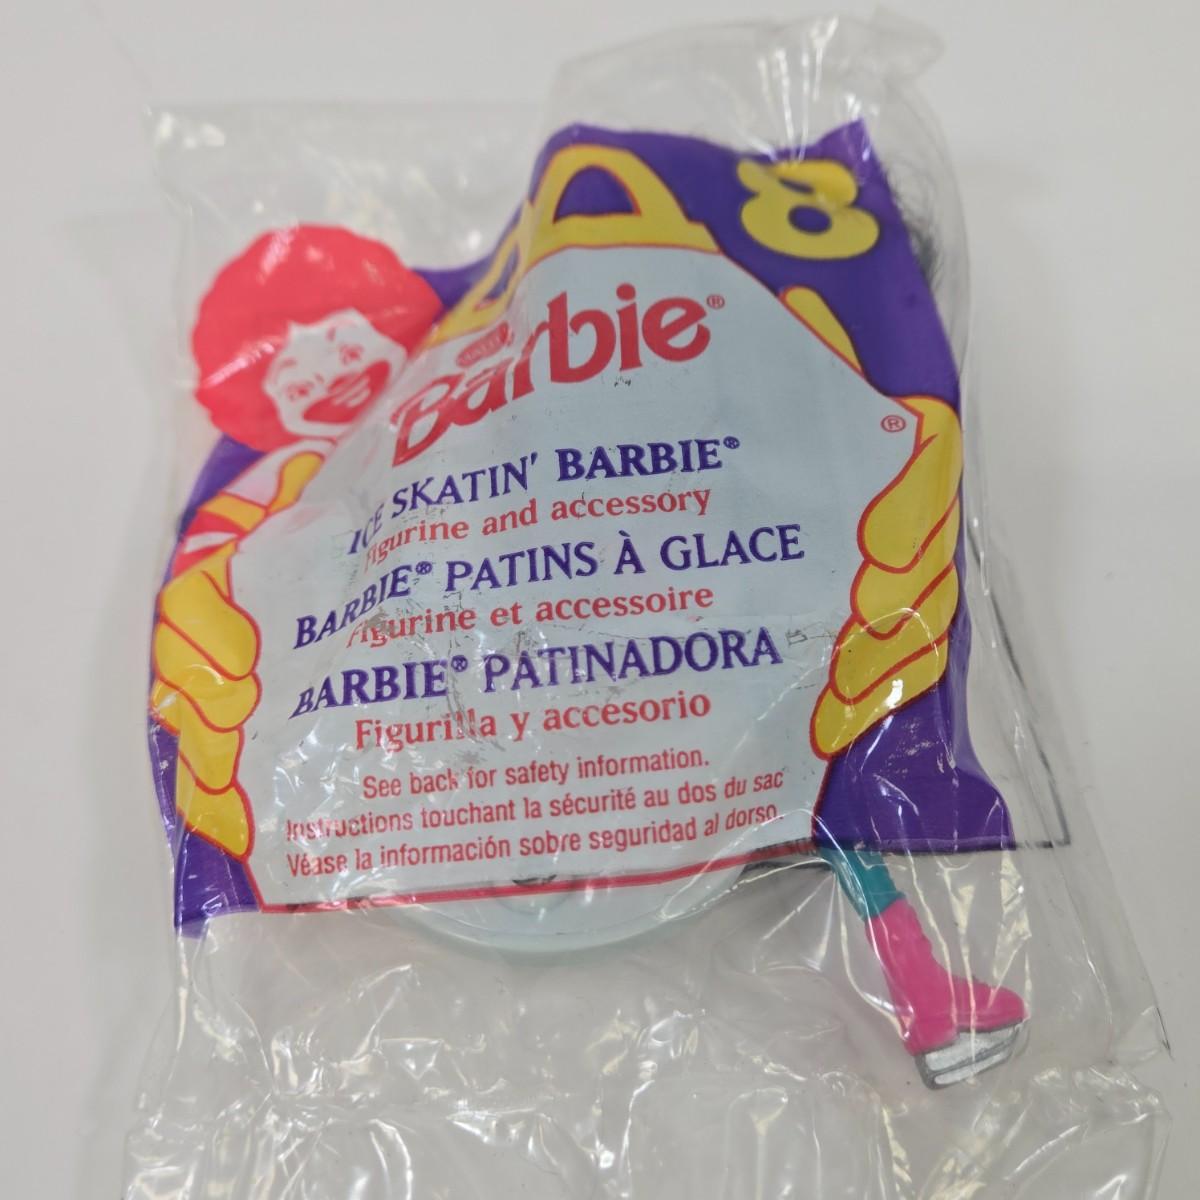 8
MATTEL
Barbie®
®
ICE SKATIN' BARBIE®
Figurine and accessory
BARBIE® PATINS À GLACE
Figurine et accessoire
BARBIE® PATINADORA
Figurilla y accesorio
See back for safety information.
Instructions touchant la sécurité au dos du sac
Véase la información sobre seguridad al dorso.